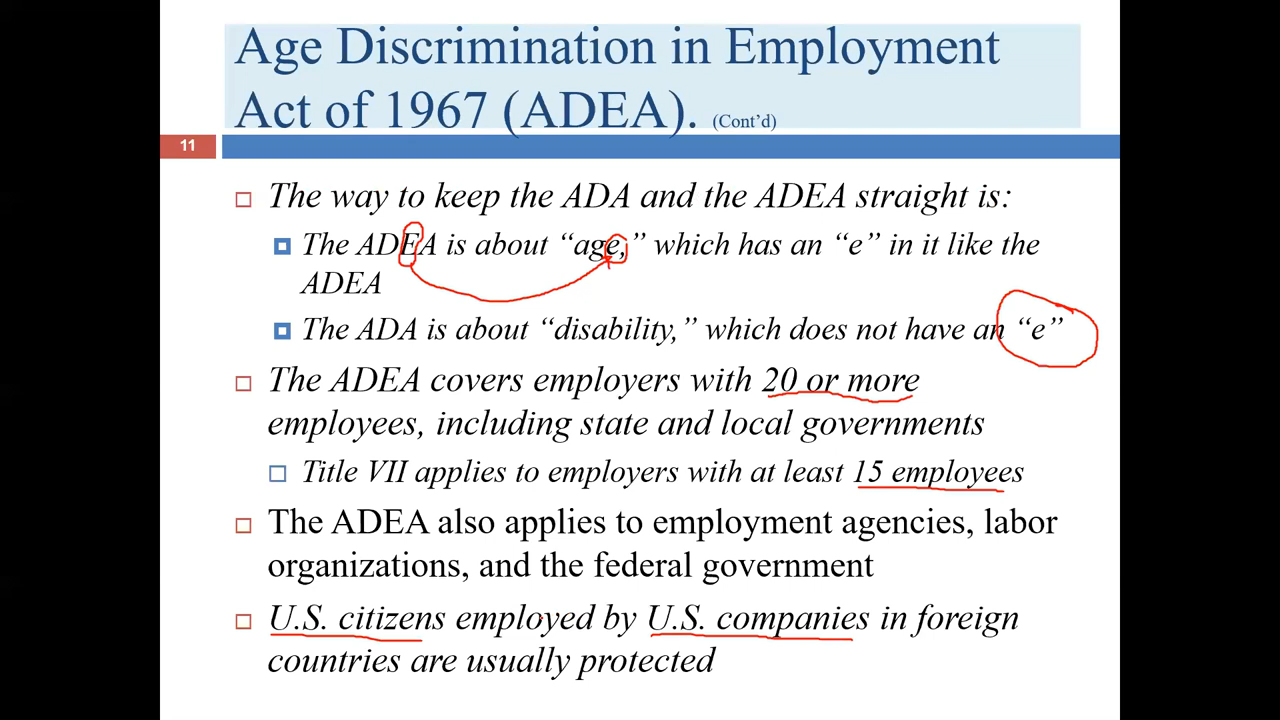 Age Discrimination in Employment
Act of 1967 (ADEA). (Cont’d)
11
The way to keep the ADA and the ADEA straight is:
The ADEA is about “age,” which has an “e” in it like the
ADEA
The ADA is about “disability,” which does not have an “e”
The ADEA covers employers with 20 or more
employees, including state and local governments
Title VII applies to employers with at least 15 employees
The ADEA also applies to employment agencies, labor
organizations, and the federal government
U.S. citizens employed by U.S. companies in foreign
countries are usually protected